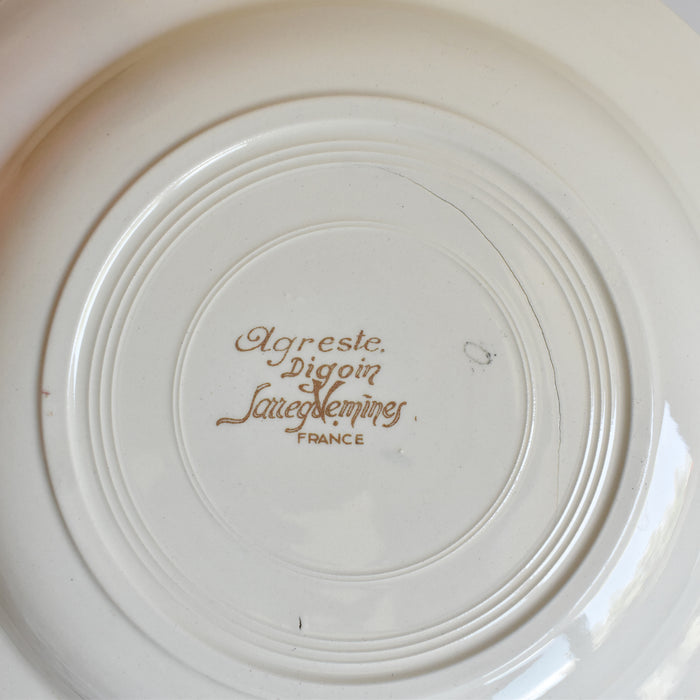 Agreste.
Digoin
Sarreguemines
FRANCE